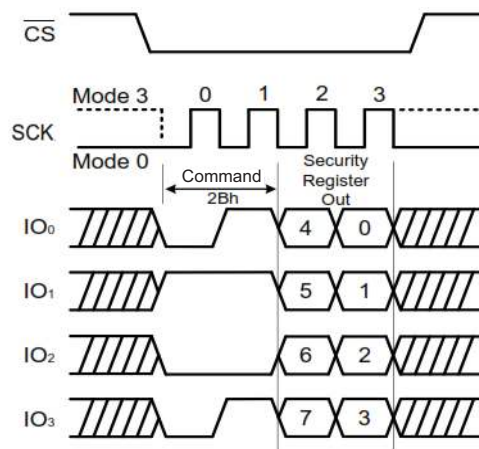 CS
Mode 3 0 1 2 3
SCK
Mode 0
Command
2Bh
Security
Register
Out
IO₀ 4 0
IO₁ 5 1
IO₂ 6 2
IO₃ 7 3